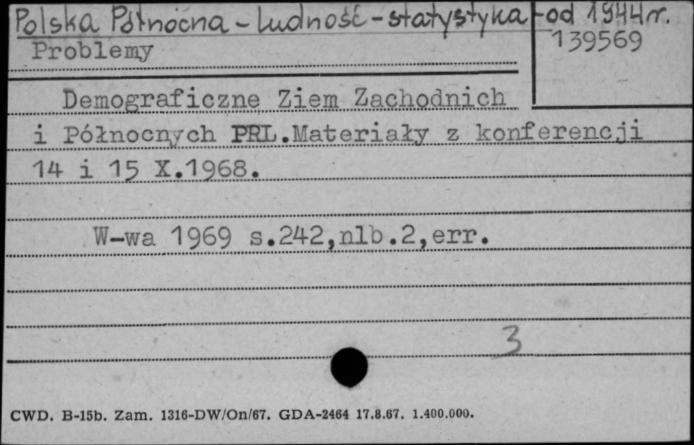 Polska Północna - ludność - statystyka - od 1944 r.
Problemy
139569
Demograficzne Ziem Zachodnich
i Północnych PRL.Materiały z konferencji
14 i 15 X.1968.
W-wa 1969 s.242,nlb.2,err.
3
CWD. B-15b. Zam. 1316-DW/On/67. GDA-2464 17.8.67. 1.400.000.